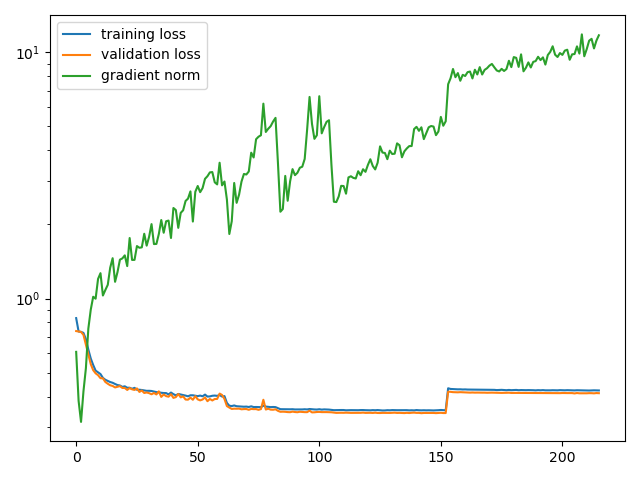 training loss
validation loss
gradient norm
10¹
10⁰
0 50 100 150 200